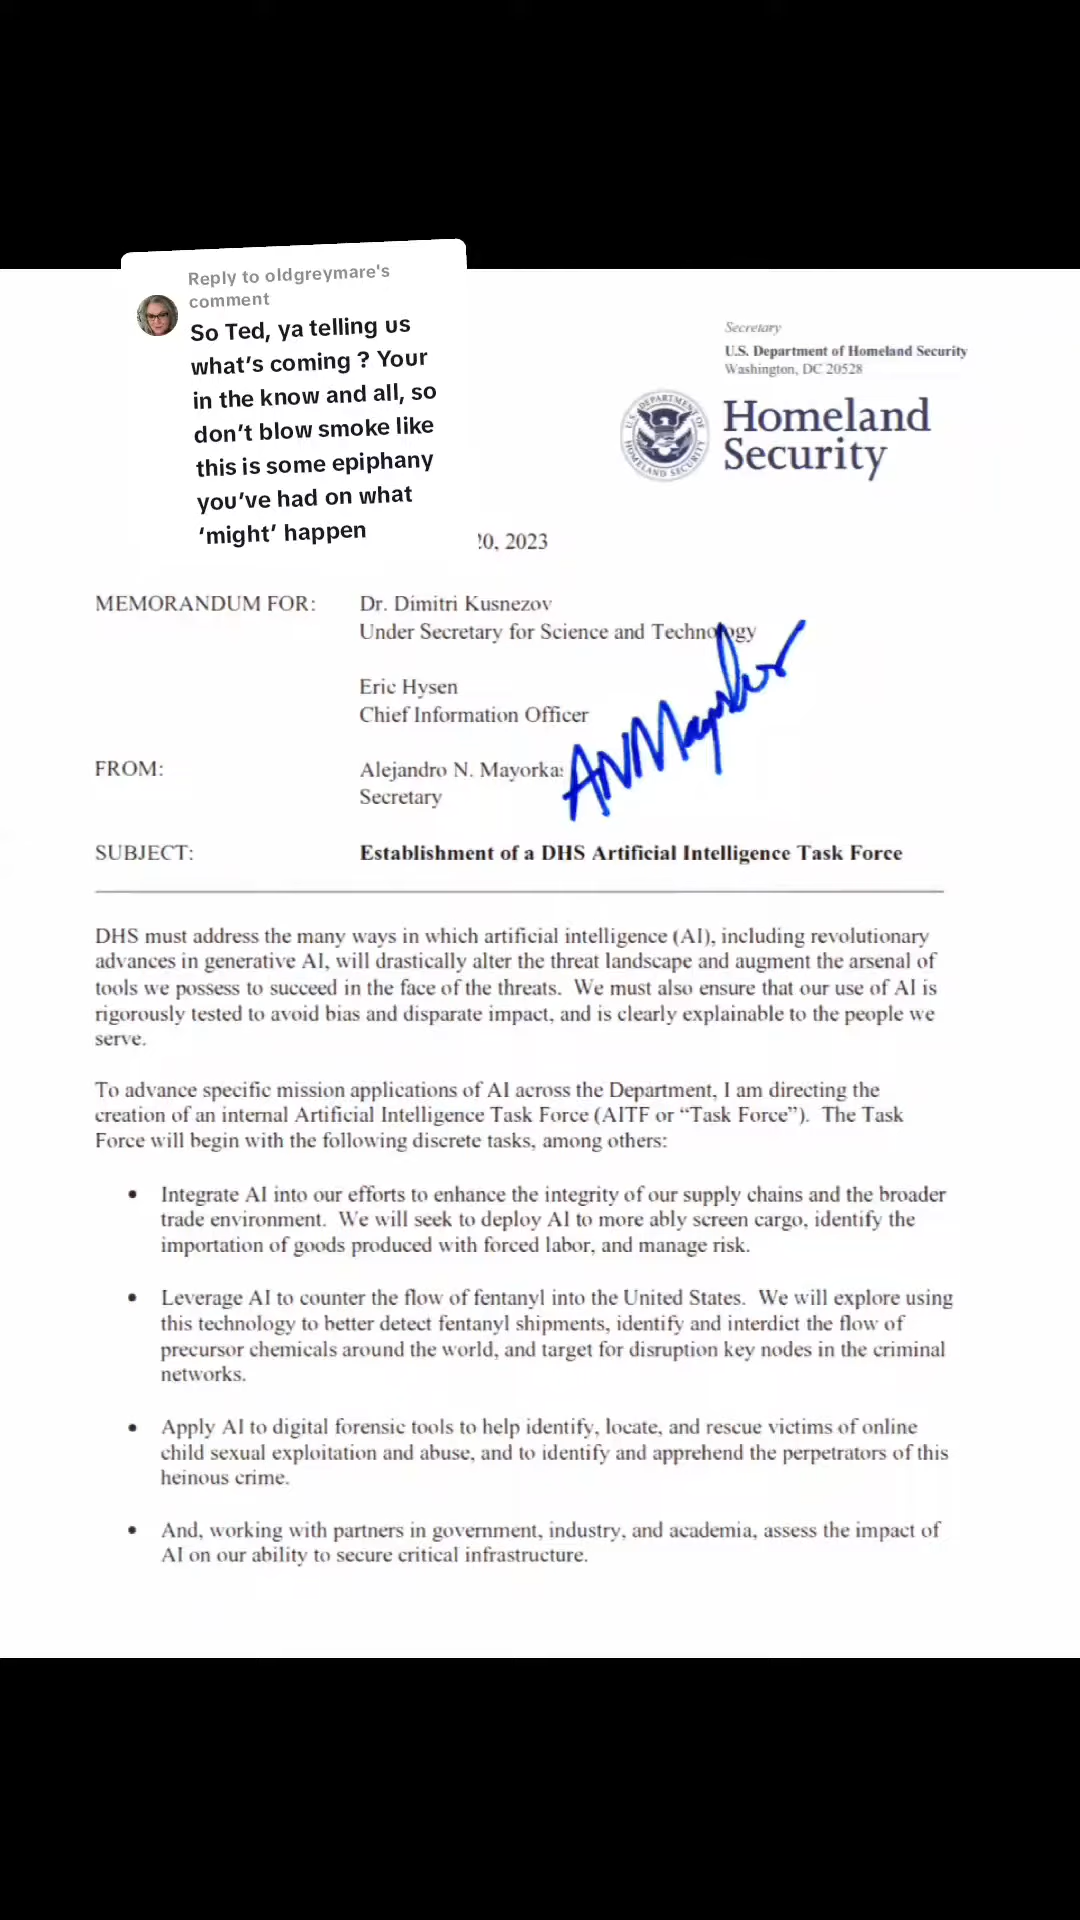 Reply to oldgreymare's
comment
So Ted, ya telling us
what's coming ? Your
in the know and all, so
don't blow smoke like
this is some epiphany
you've had on what
'might' happen
Secretary
U.S. Department of Homeland Security
Washington, DC 20528
Homeland
Security
20, 2023
MEMORANDUM FOR: Dr. Dimitri Kusnezov
Under Secretary for Science and Technology
Eric Hysen
Chief Information Officer
FROM: Alejandro N. Mayorkas
Secretary
ANMayorkas
SUBJECT: Establishment of a DHS Artificial Intelligence Task Force
DHS must address the many ways in which artificial intelligence (AI), including revolutionary
advances in generative AI, will drastically alter the threat landscape and augment the arsenal of
tools we possess to succeed in the face of the threats. We must also ensure that our use of AI is
rigorously tested to avoid bias and disparate impact, and is clearly explainable to the people we
serve.
To advance specific mission applications of AI across the Department, I am directing the
creation of an internal Artificial Intelligence Task Force (AITF or “Task Force”). The Task
Force will begin with the following discrete tasks, among others:
• Integrate AI into our efforts to enhance the integrity of our supply chains and the broader
trade environment. We will seek to deploy AI to more ably screen cargo, identify the
importation of goods produced with forced labor, and manage risk.
• Leverage AI to counter the flow of fentanyl into the United States. We will explore using
this technology to better detect fentanyl shipments, identify and interdict the flow of
precursor chemicals around the world, and target for disruption key nodes in the criminal
networks.
• Apply AI to digital forensic tools to help identify, locate, and rescue victims of online
child sexual exploitation and abuse, and to identify and apprehend the perpetrators of this
heinous crime.
• And, working with partners in government, industry, and academia, assess the impact of
AI on our ability to secure critical infrastructure.